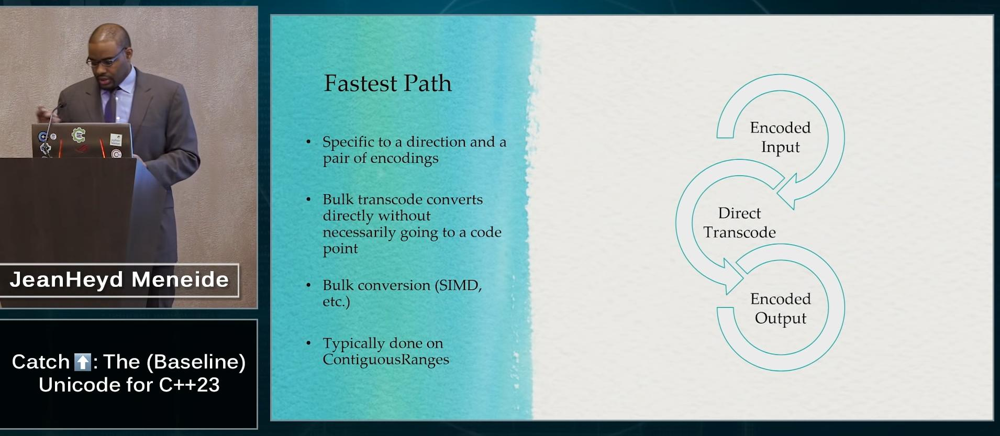 JeanHeyd Meneide
Catch ⬆: The (Baseline)
Unicode for C++23
Fastest Path
• Specific to a direction and a
pair of encodings
• Bulk transcode converts
directly without
necessarily going to a code
point
• Bulk conversion (SIMD,
etc.)
• Typically done on
ContiguousRanges
Encoded
Input
Direct
Transcode
Encoded
Output